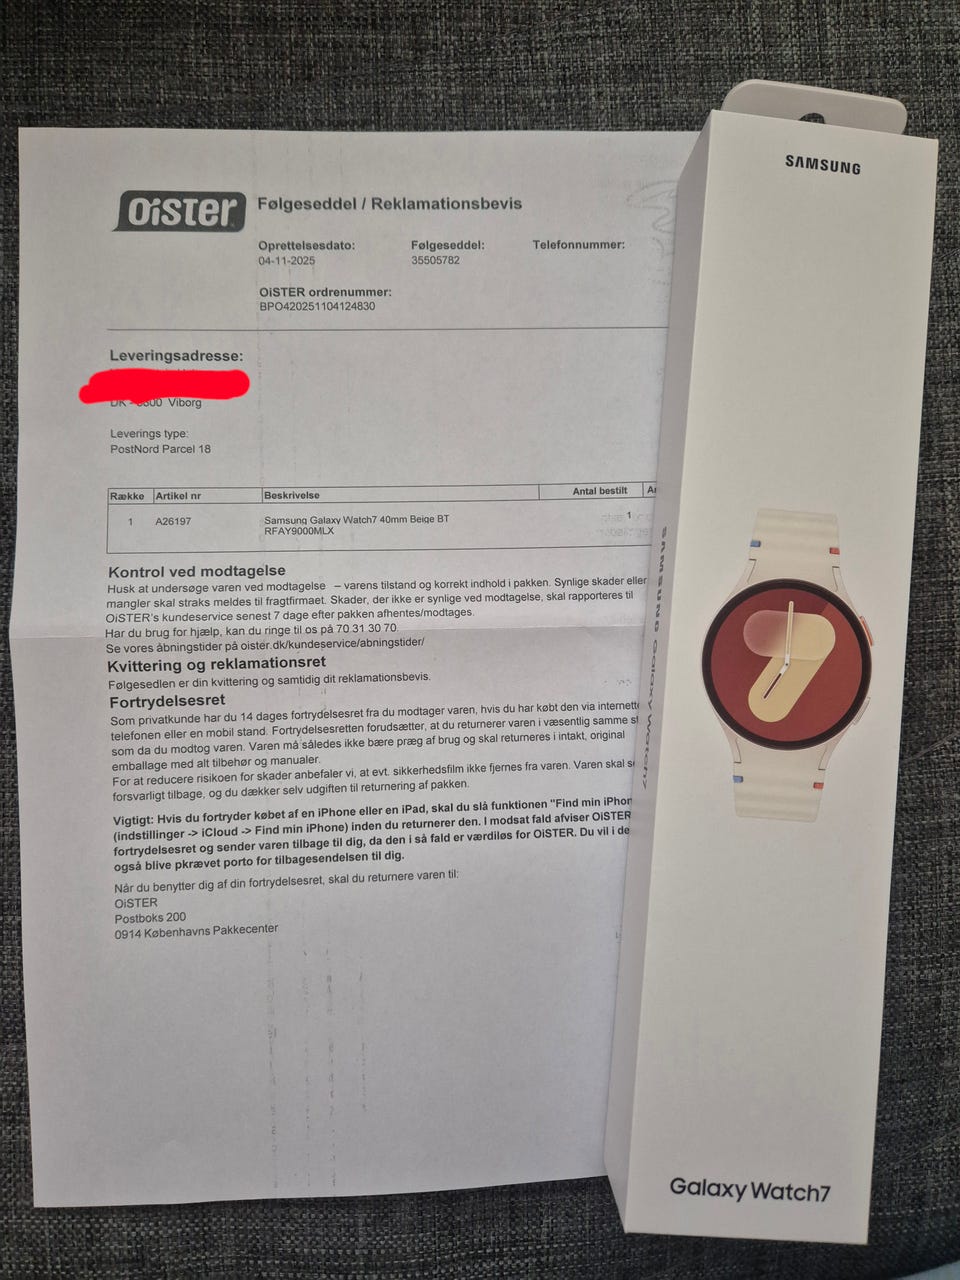 OiSTER
Følgeseddel / Reklamationsbevis
Oprettelsesdato:
04-11-2025
Følgeseddel:
35505782
Telefonnummer:
OiSTER ordrenummer:
BPO420251104124830
Leveringsadresse:
Viborg
Leverings type:
PostNord Parcel 18
Række Artikel nr Beskrivelse Antal bestilt
1 A26197 Samsung Galaxy Watch7 40mm Beige BT 1
RFAY9000MLX
Kontrol ved modtagelse
Husk at undersøge varen ved modtagelse – varens tilstand og korrekt indhold i pakken. Synlige skader eller
mangler skal straks meldes til fragtfirmaet. Skader, der ikke er synlige ved modtagelse, skal rapporteres til
OiSTER's kundeservice senest 7 dage efter pakken afhentes/modtages.
Har du brug for hjælp, kan du ringe til os på 70 31 30 70
Se vores åbningstider på oister.dk/kundeservice/abningstider/
Kvittering og reklamationsret
Følgesedlen er din kvittering og samtidig dit reklamationsbevis.
Fortrydelsesret
Som privatkunde har du 14 dages fortrydelsesret fra du modtager varen, hvis du har købt den via internette
telefonen eller en mobil stand. Fortrydelsesretten forudsætter, at du returnerer varen i væsentlig samme st
som da du modtog varen. Varen må således ikke bære præg af brug og skal returneres i intakt, original
emballage med alt tilbehør og manualer.
For at reducere risikoen for skader anbefaler vi, at evt. sikkerhedsfilm ikke fjernes fra varen. Varen skal s
forsvarligt tilbage, og du dækker selv udgiften til returnering af pakken.
Vigtigt: Hvis du fortryder købet af en iPhone eller en iPad, skal du slå funktionen "Find min iPhon
(indstillinger -> iCloud -> Find min iPhone) inden du returnerer den. I modsat fald afviser OiSTER
fortrydelsesret og sender varen tilbage til dig, da den i så fald er værdiløs for OiSTER. Du vil i de
også blive pkrævet porto for tilbagesendelsen til dig.
Når du benytter dig af din fortrydelsesret, skal du returnere varen til:
OiSTER
Postboks 200
0914 Københavns Pakkecenter
SAMSUNG
SAMSUNG Galaxy Watch7
Galaxy Watch7